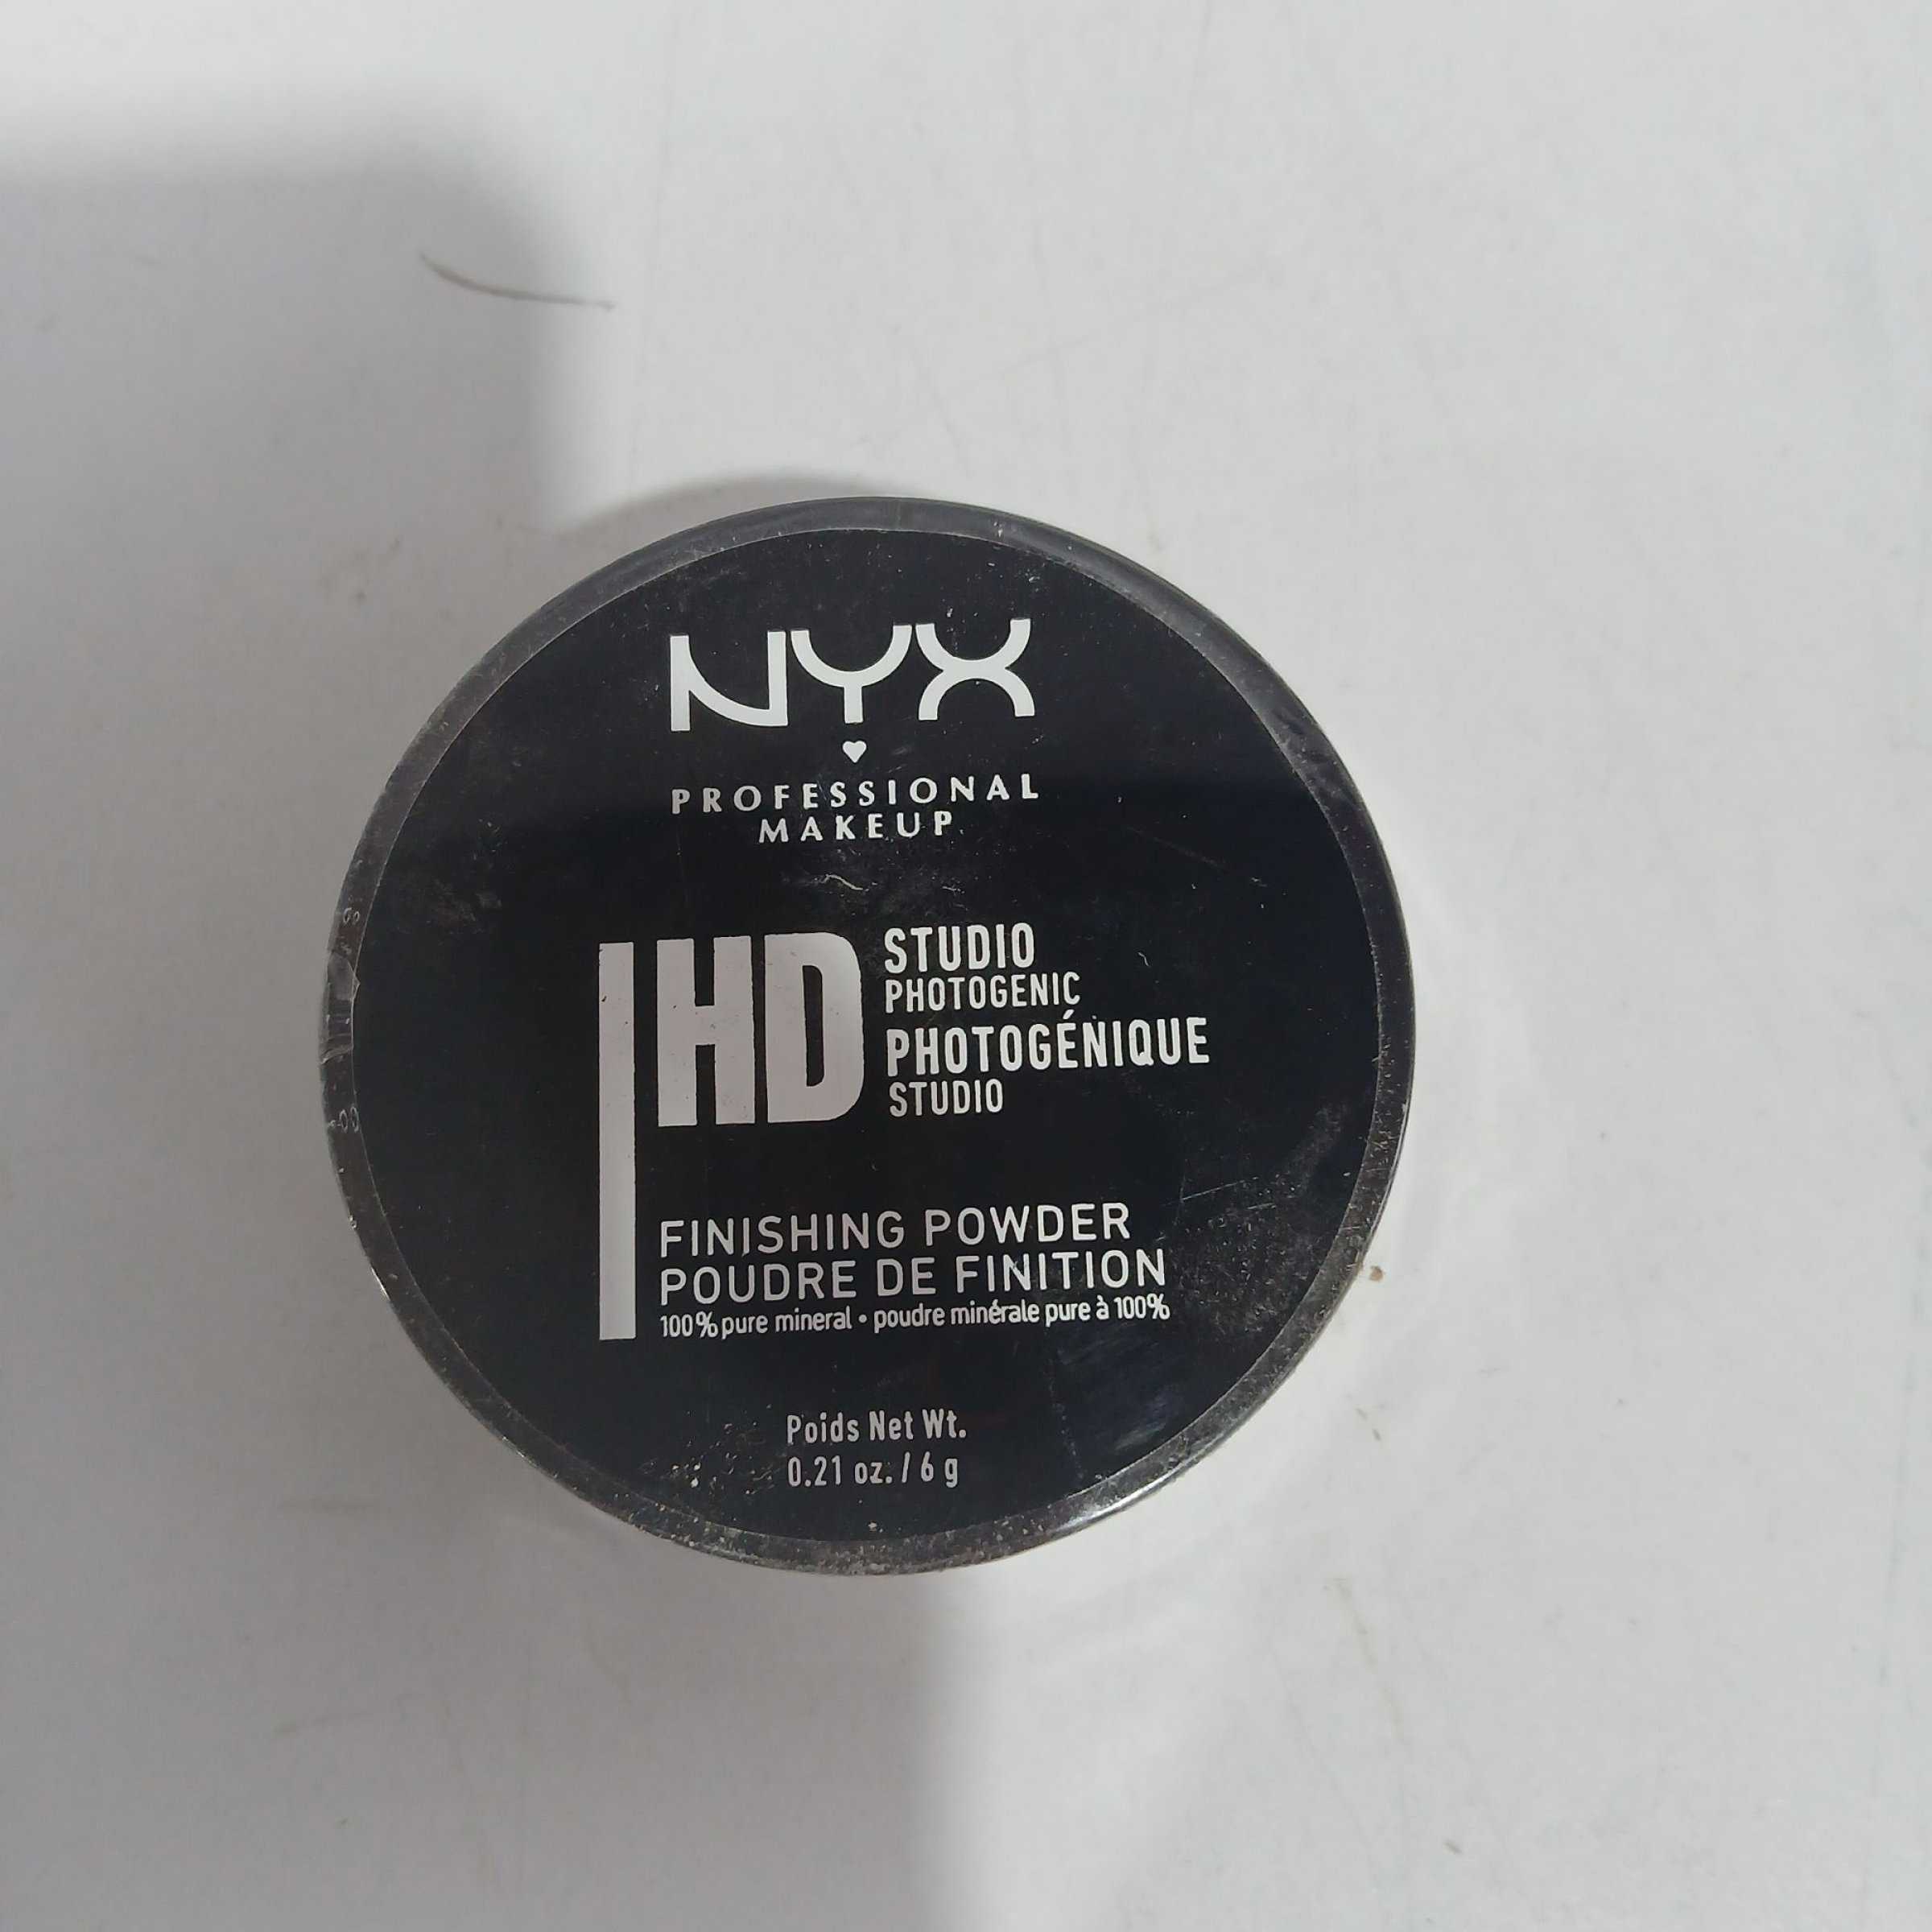 NYX
PROFESSIONAL
MAKEUP
HD
STUDIO
PHOTOGENIC
PHOTOGÉNIQUE
STUDIO
FINISHING POWDER
POUDRE DE FINITION
100% pure mineral • poudre minérale pure à 100%
Poids Net Wt.
0.21 oz. / 6 g